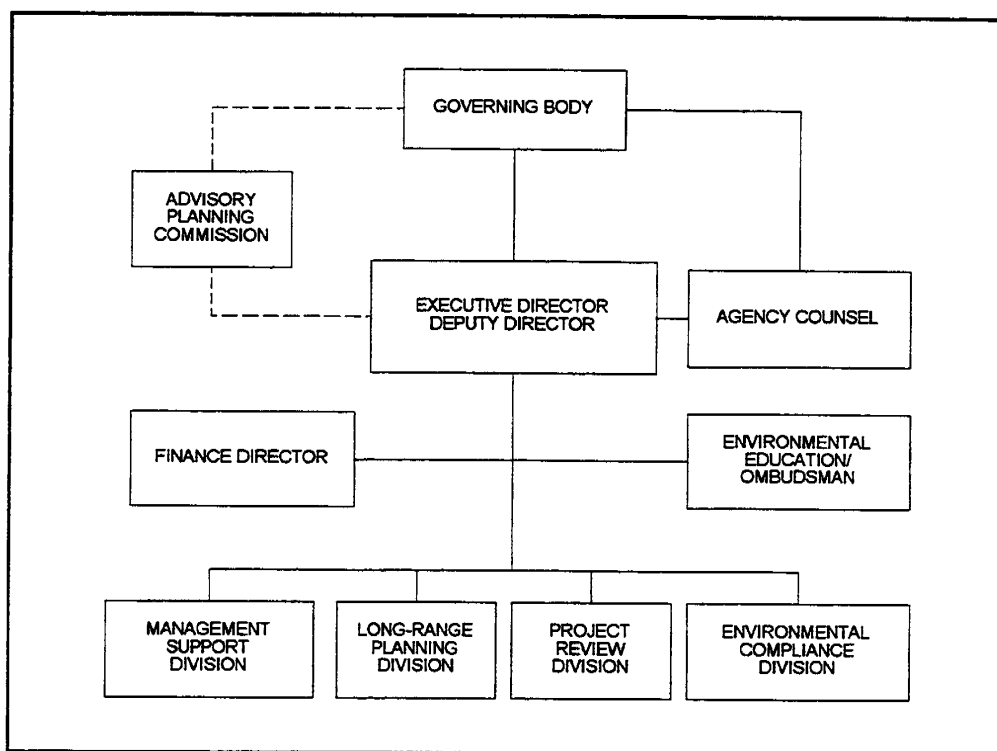 GOVERNING BODY
ADVISORY
PLANNING
COMMISSION
EXECUTIVE DIRECTOR
DEPUTY DIRECTOR
AGENCY COUNSEL
FINANCE DIRECTOR
ENVIRONMENTAL
EDUCATION/
OMBUDSMAN
MANAGEMENT
SUPPORT
DIVISION
LONG-RANGE
PLANNING
DIVISION
PROJECT
REVIEW
DIVISION
ENVIRONMENTAL
COMPLIANCE
DIVISION